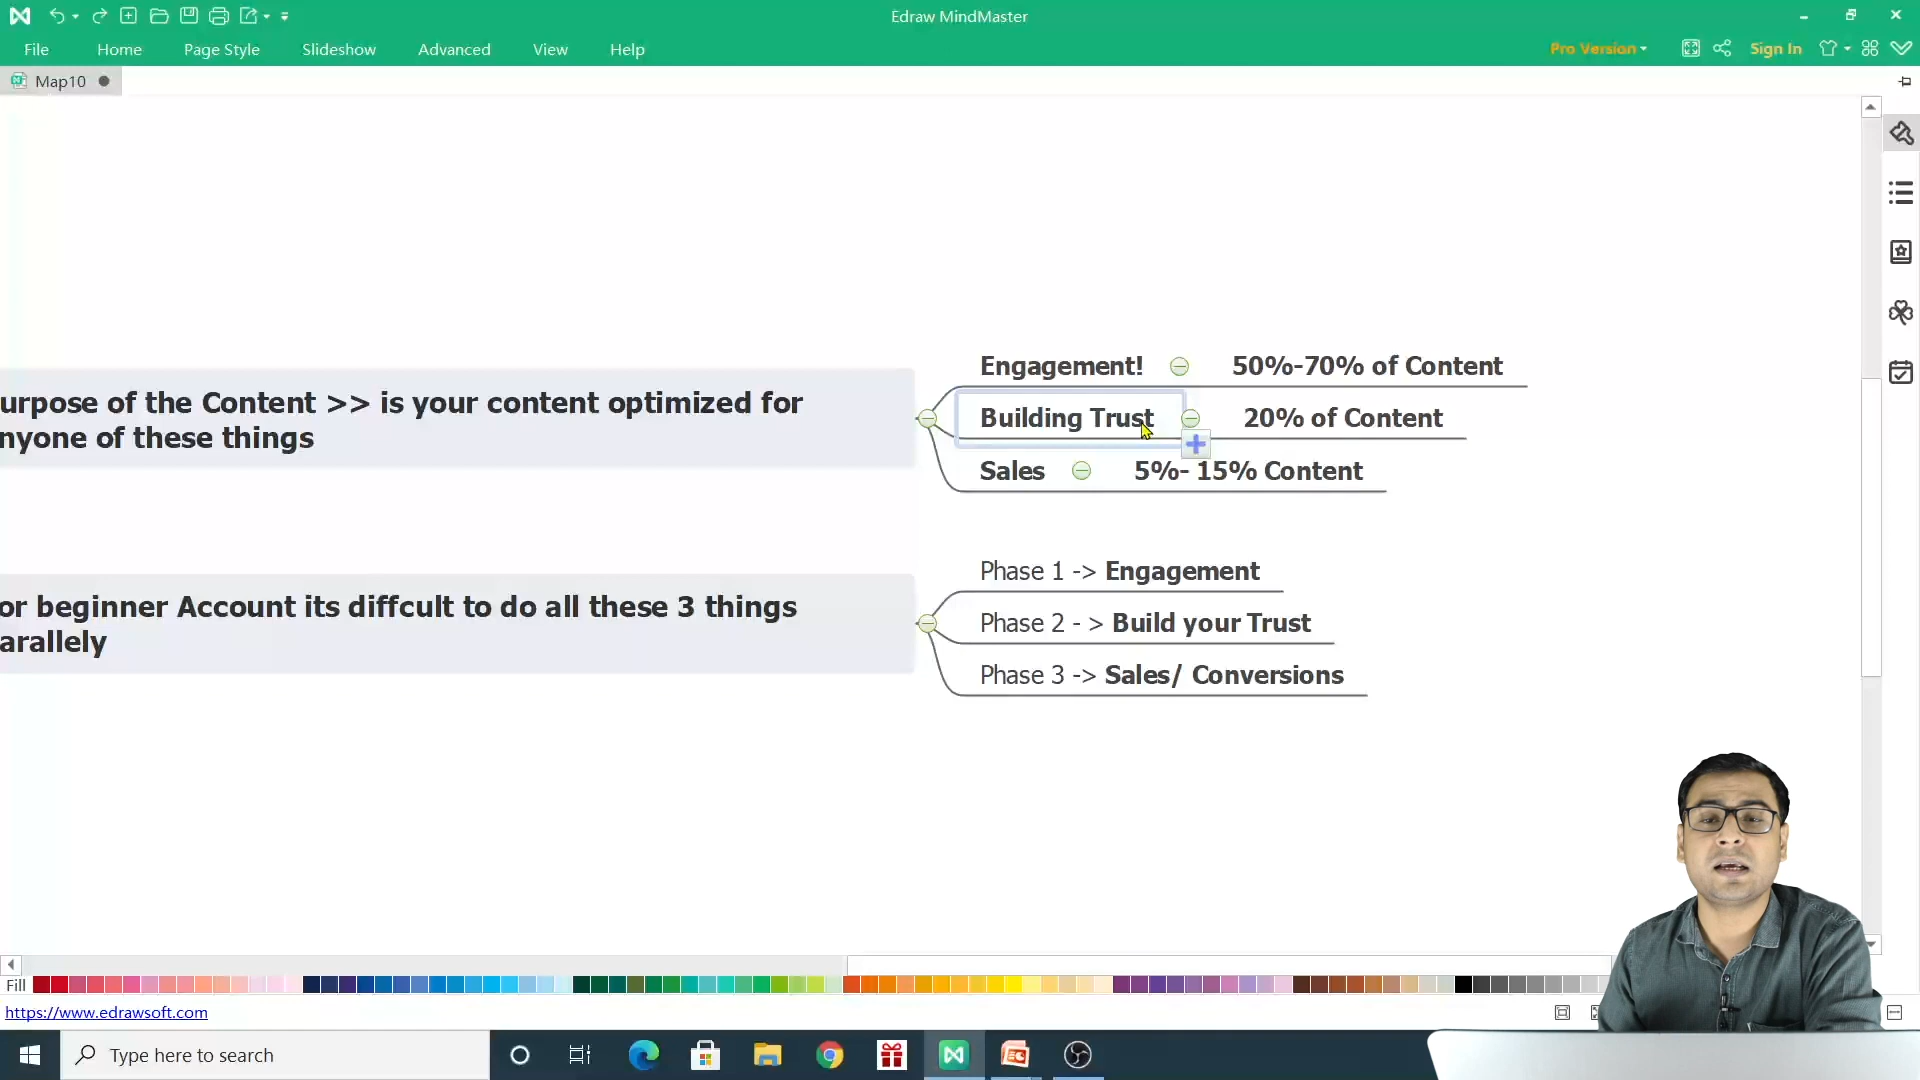 Edraw MindMaster
File Home Page Style Slideshow Advanced View Help
Pro Version Sign In
Map10
Engagement! 50%-70% of Content
urpose of the Content >> is your content optimized for
nyone of these things
Building Trust 20% of Content
Sales 5%- 15% Content
Phase 1 -> Engagement
or beginner Account its diffcult to do all these 3 things
arallely
Phase 2 - > Build your Trust
Phase 3 -> Sales/ Conversions
Fill
https://www.edrawsoft.com
Type here to search